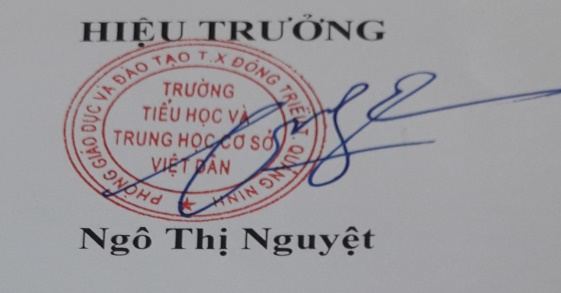 HIỆU TRƯỞNG
PHÒNG GIÁO DỤC VÀ ĐÀO TẠO T.X ĐÔNG TRIỀU T. QUẢNG NINH
TRƯỜNG
TIỂU HỌC VÀ
TRUNG HỌC CƠ SỞ
VIỆT DÂN
Ngô Thị Nguyệt